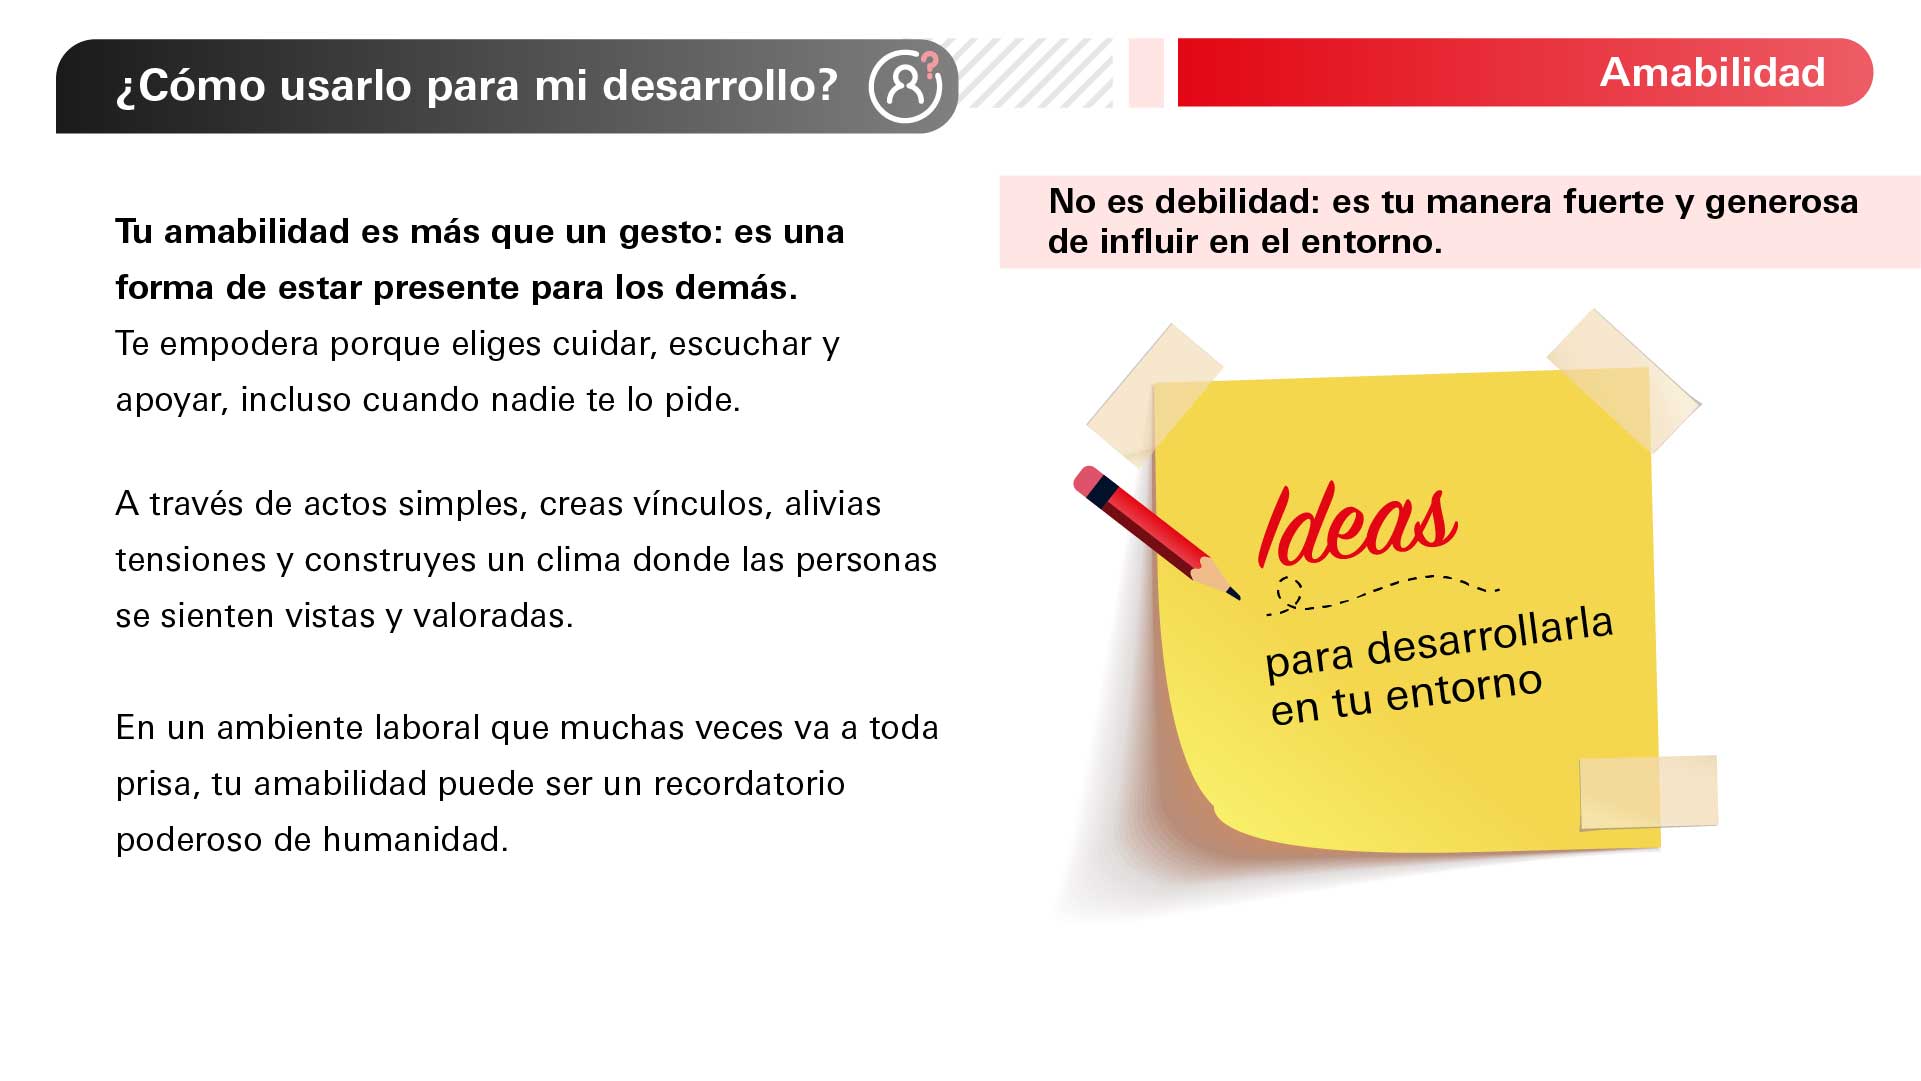 ¿Cómo usarlo para mi desarrollo?
Amabilidad
Tu amabilidad es más que un gesto: es una
forma de estar presente para los demás.
Te empodera porque eliges cuidar, escuchar y
apoyar, incluso cuando nadie te lo pide.
A través de actos simples, creas vínculos, alivias
tensiones y construyes un clima donde las personas
se sienten vistas y valoradas.
En un ambiente laboral que muchas veces va a toda
prisa, tu amabilidad puede ser un recordatorio
poderoso de humanidad.
No es debilidad: es tu manera fuerte y generosa
de influir en el entorno.
Ideas
para desarrollarla
en tu entorno